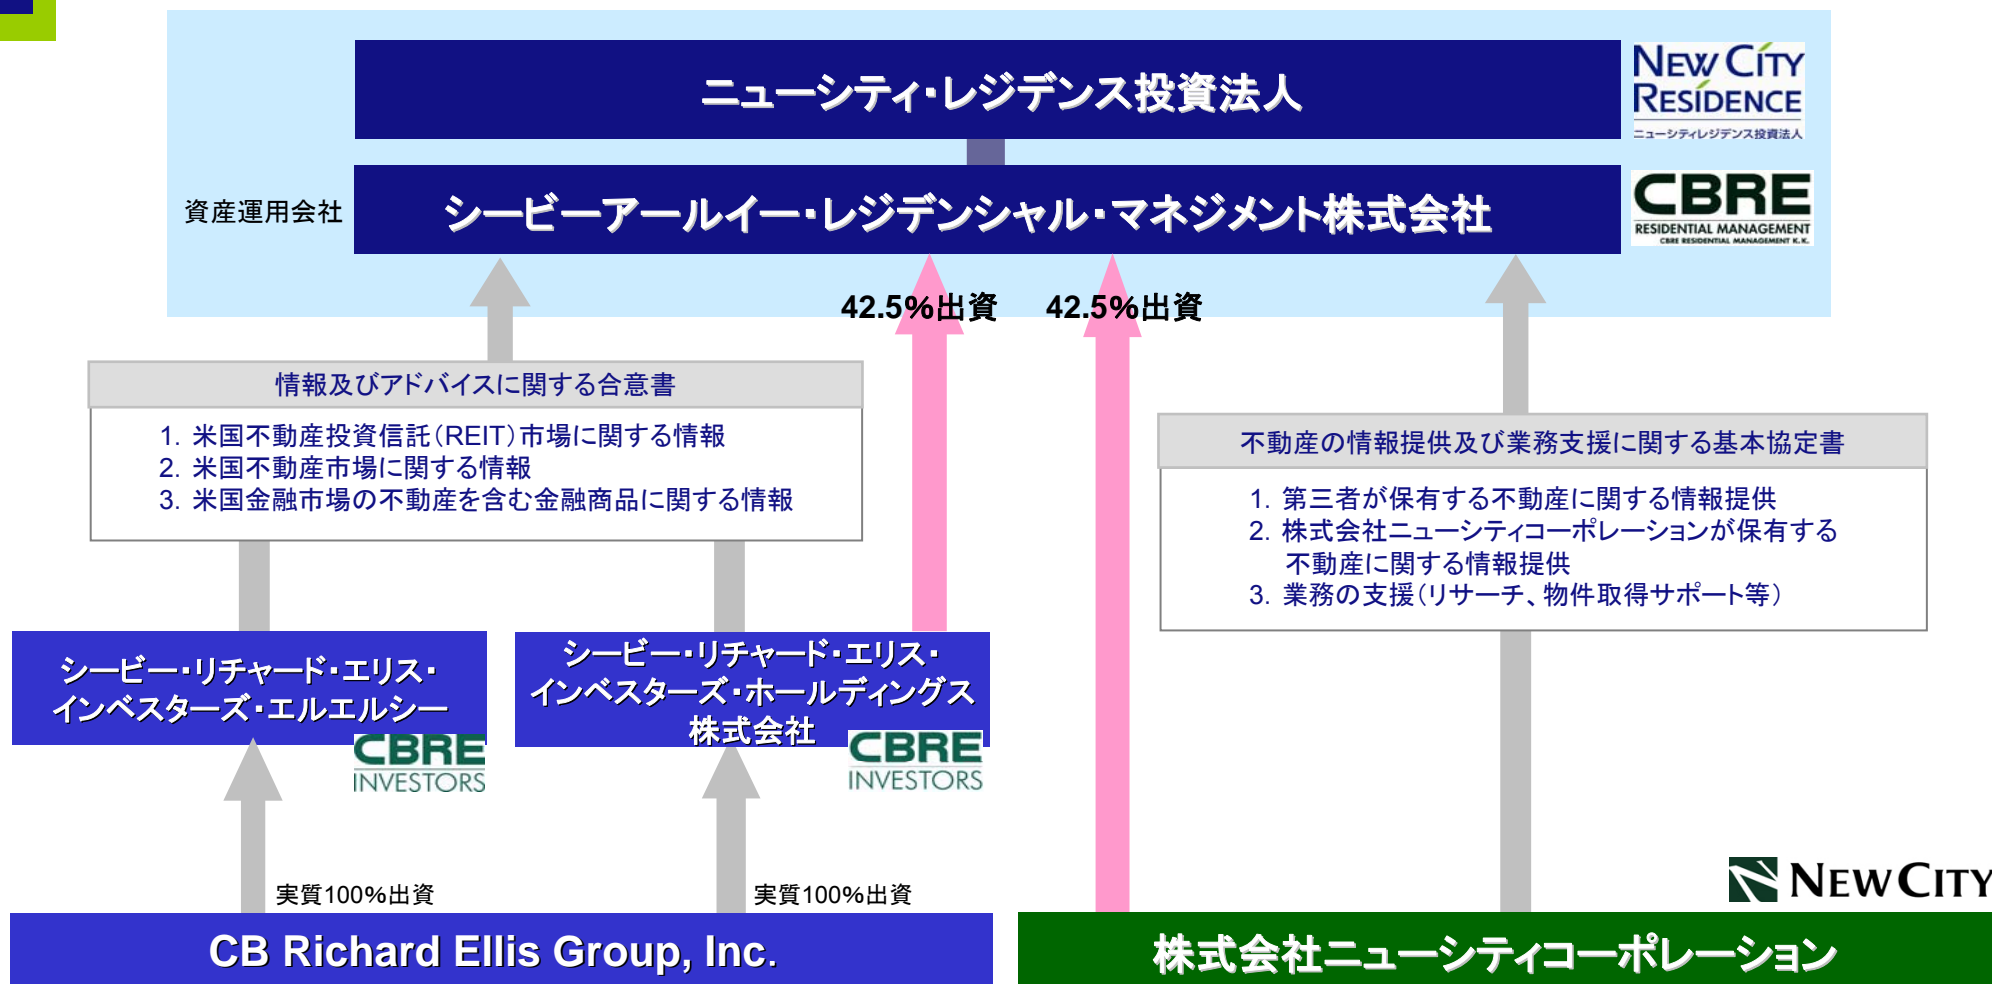 ニューシティ・レジデンス投資法人
NEW CITY
RESIDENCE
ニューシティレジデンス投資法人
資産運用会社
シービーアールイー・レジデンシャル・マネジメント株式会社
CBRE
RESIDENTIAL MANAGEMENT
CBRE RESIDENTIAL MANAGEMENT K.K.
42.5%出資
42.5%出資
情報及びアドバイスに関する合意書
1. 米国不動産投資信託（REIT）市場に関する情報
2. 米国不動産市場に関する情報
3. 米国金融市場の不動産を含む金融商品に関する情報
不動産の情報提供及び業務支援に関する基本協定書
1. 第三者が保有する不動産に関する情報提供
2. 株式会社ニューシティコーポレーションが保有する
不動産に関する情報提供
3. 業務の支援（リサーチ、物件取得サポート等）
シービー・リチャード・エリス・
インベスターズ・エルエルシー
CBRE
INVESTORS
シービー・リチャード・エリス・
インベスターズ・ホールディングス
株式会社
CBRE
INVESTORS
実質100%出資
実質100%出資
NEW CITY
CB Richard Ellis Group, Inc.
株式会社ニューシティコーポレーション